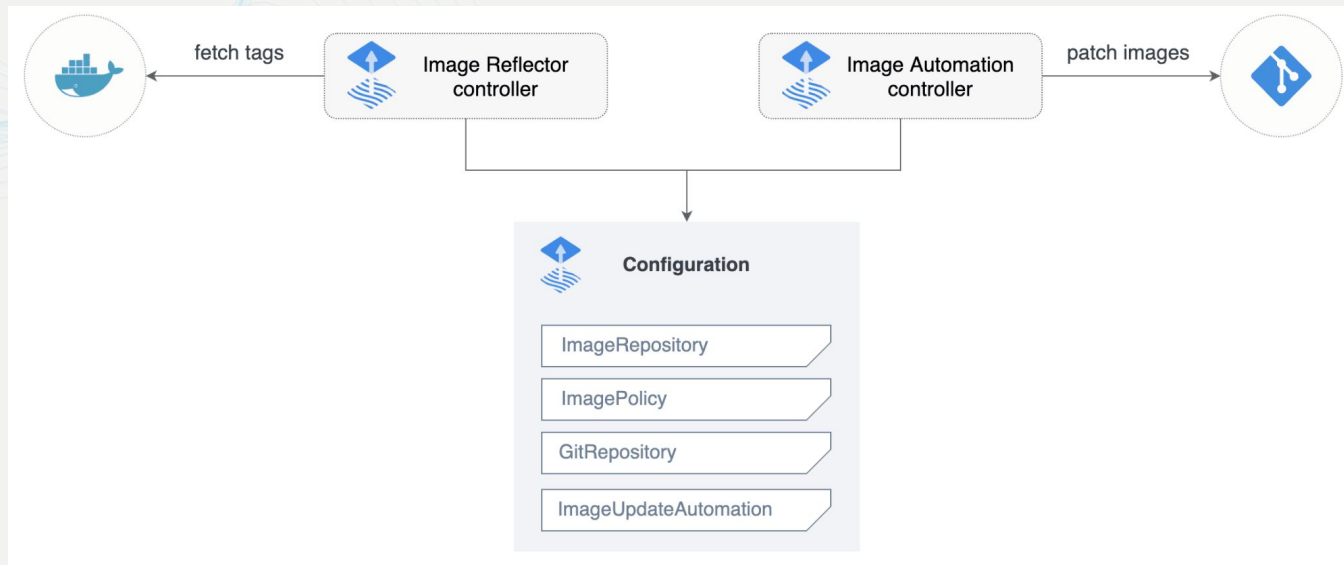 fetch tags
Image Reflector
controller
Image Automation
controller
patch images
Configuration
ImageRepository
ImagePolicy
GitRepository
ImageUpdateAutomation